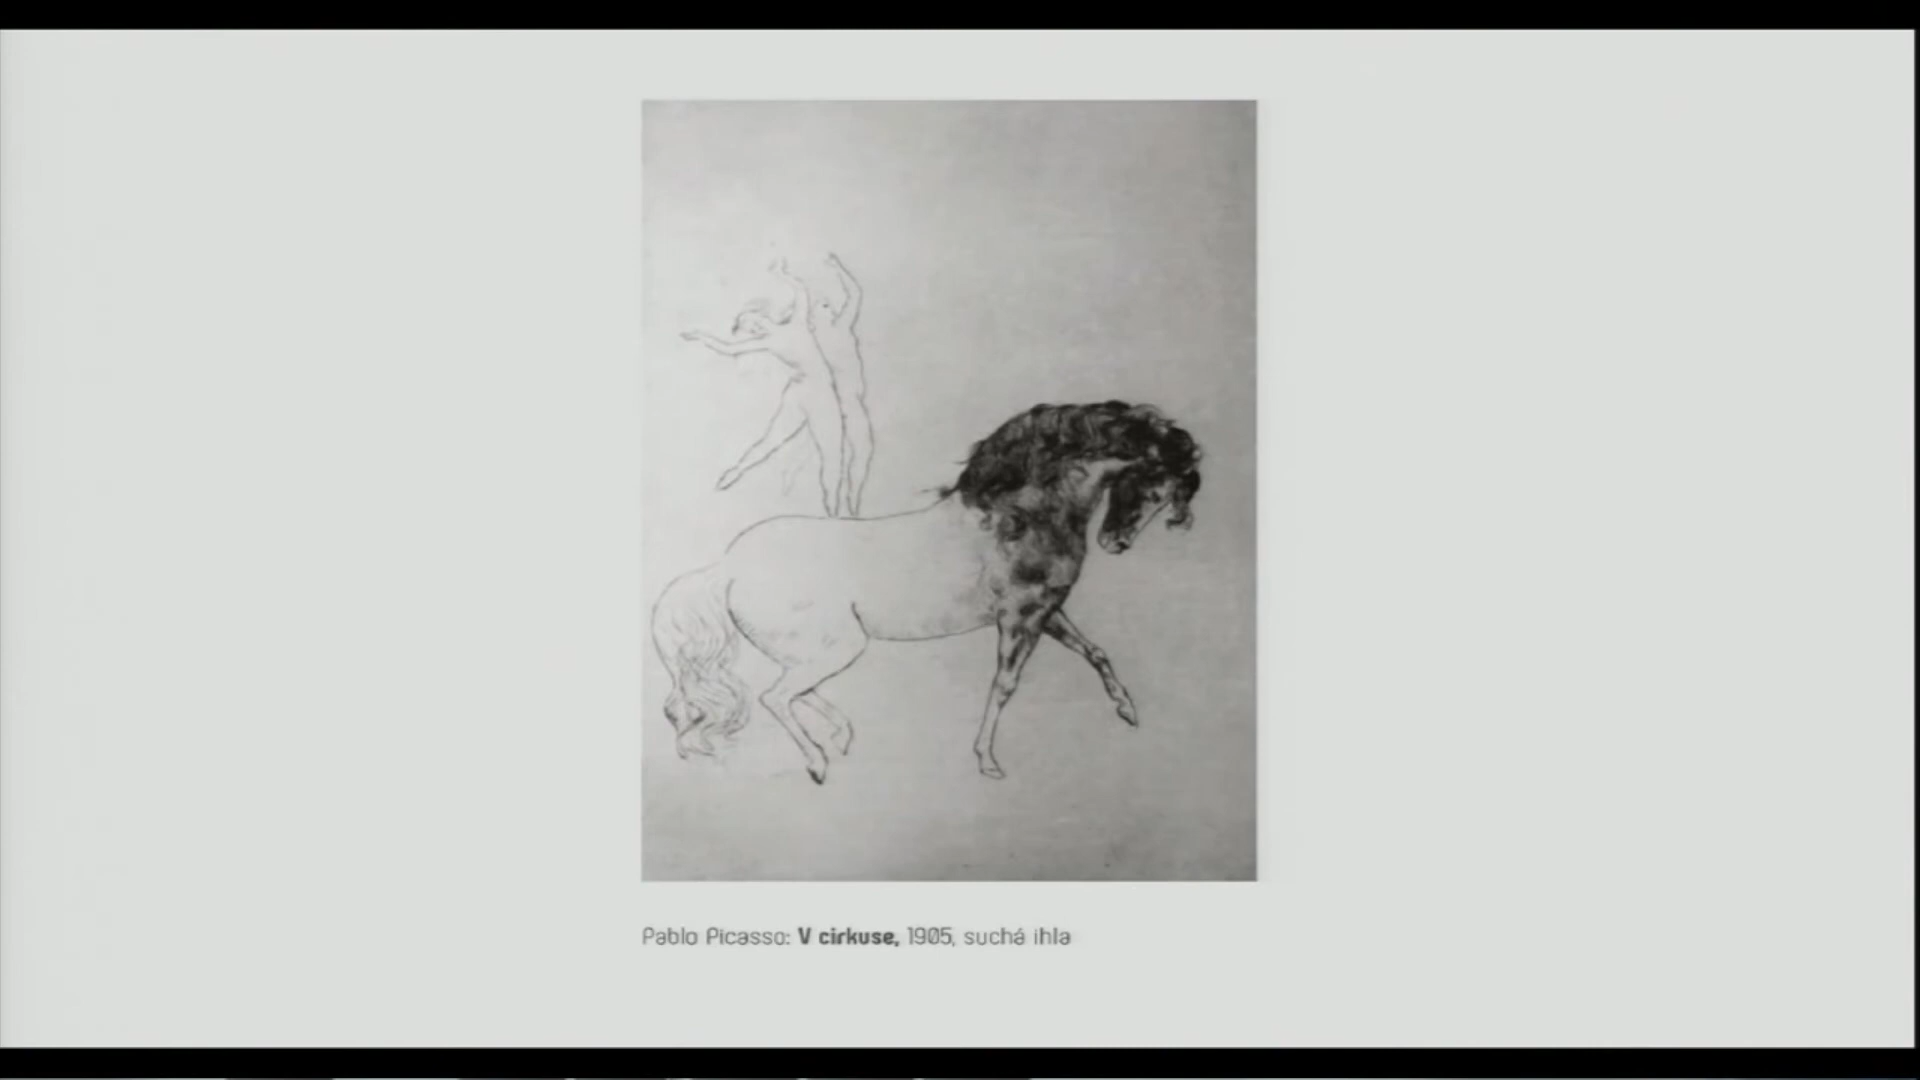 Pablo Picasso: V cirkuse, 1905, suchá ihla